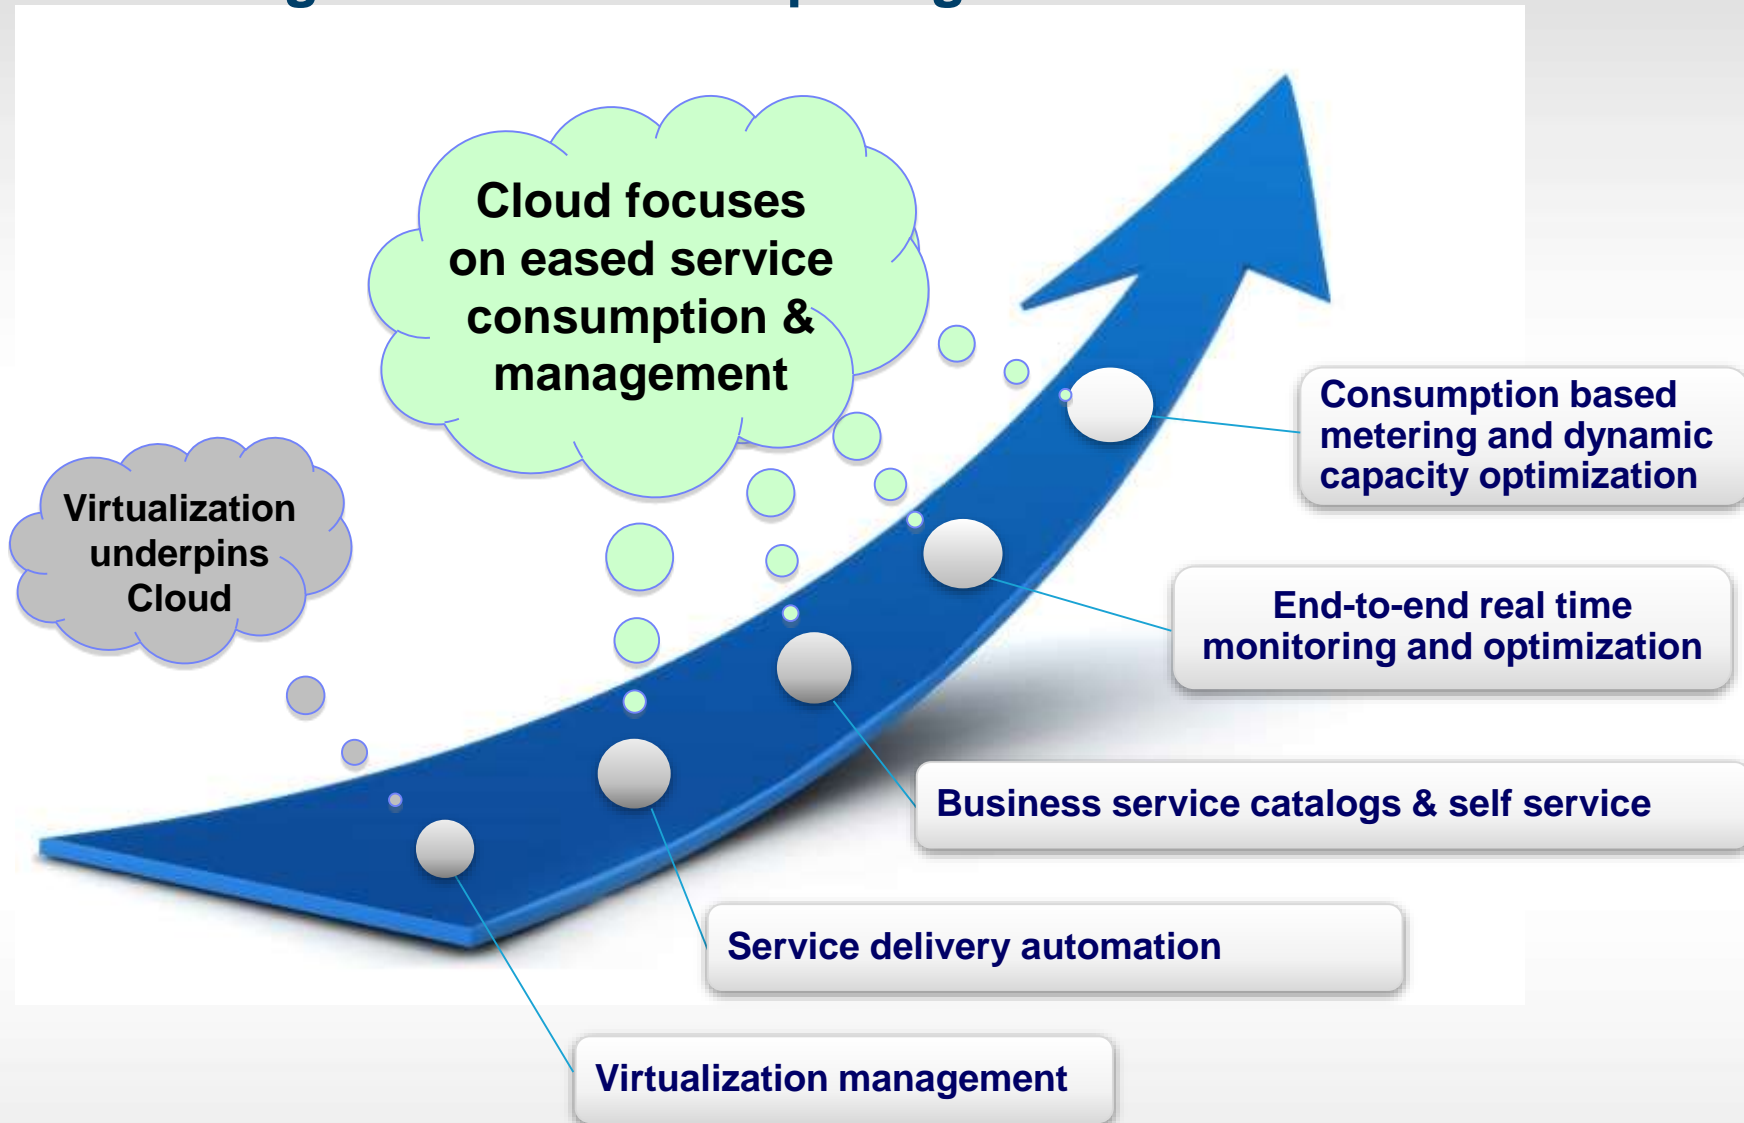 Cloud focuses
on eased service
consumption &
management
Virtualization
underpins
Cloud
Consumption based
metering and dynamic
capacity optimization
End-to-end real time
monitoring and optimization
Business service catalogs & self service
Service delivery automation
Virtualization management